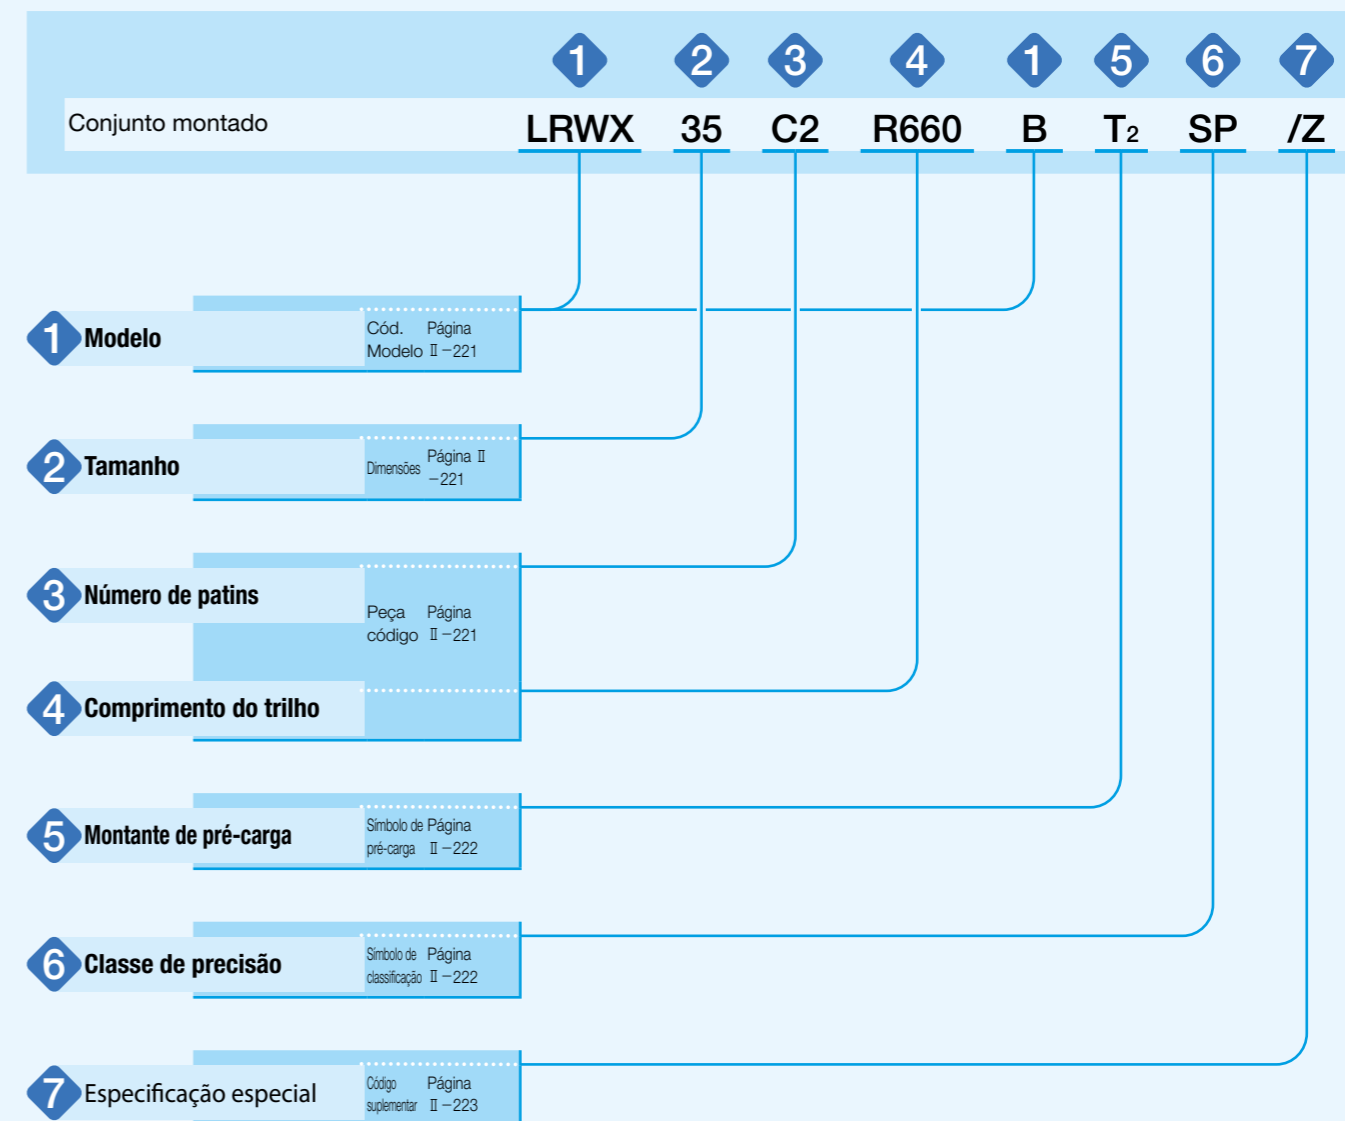 1 2 3 4 1 5 6 7
Conjunto montado LRWX 35 C2 R660 B T2 SP /Z
1 Modelo
Cód. Página
Modelo Ⅱ−221
2 Tamanho
Dimensões Página Ⅱ
−221
3 Número de patins
Peça Página
código Ⅱ−221
4 Comprimento do trilho
5 Montante de pré-carga
Símbolo de Página
pré-carga Ⅱ−222
6 Classe de precisão
Símbolo de Página
classificação Ⅱ−222
7 Especificação especial
Código Página
suplementar Ⅱ−223